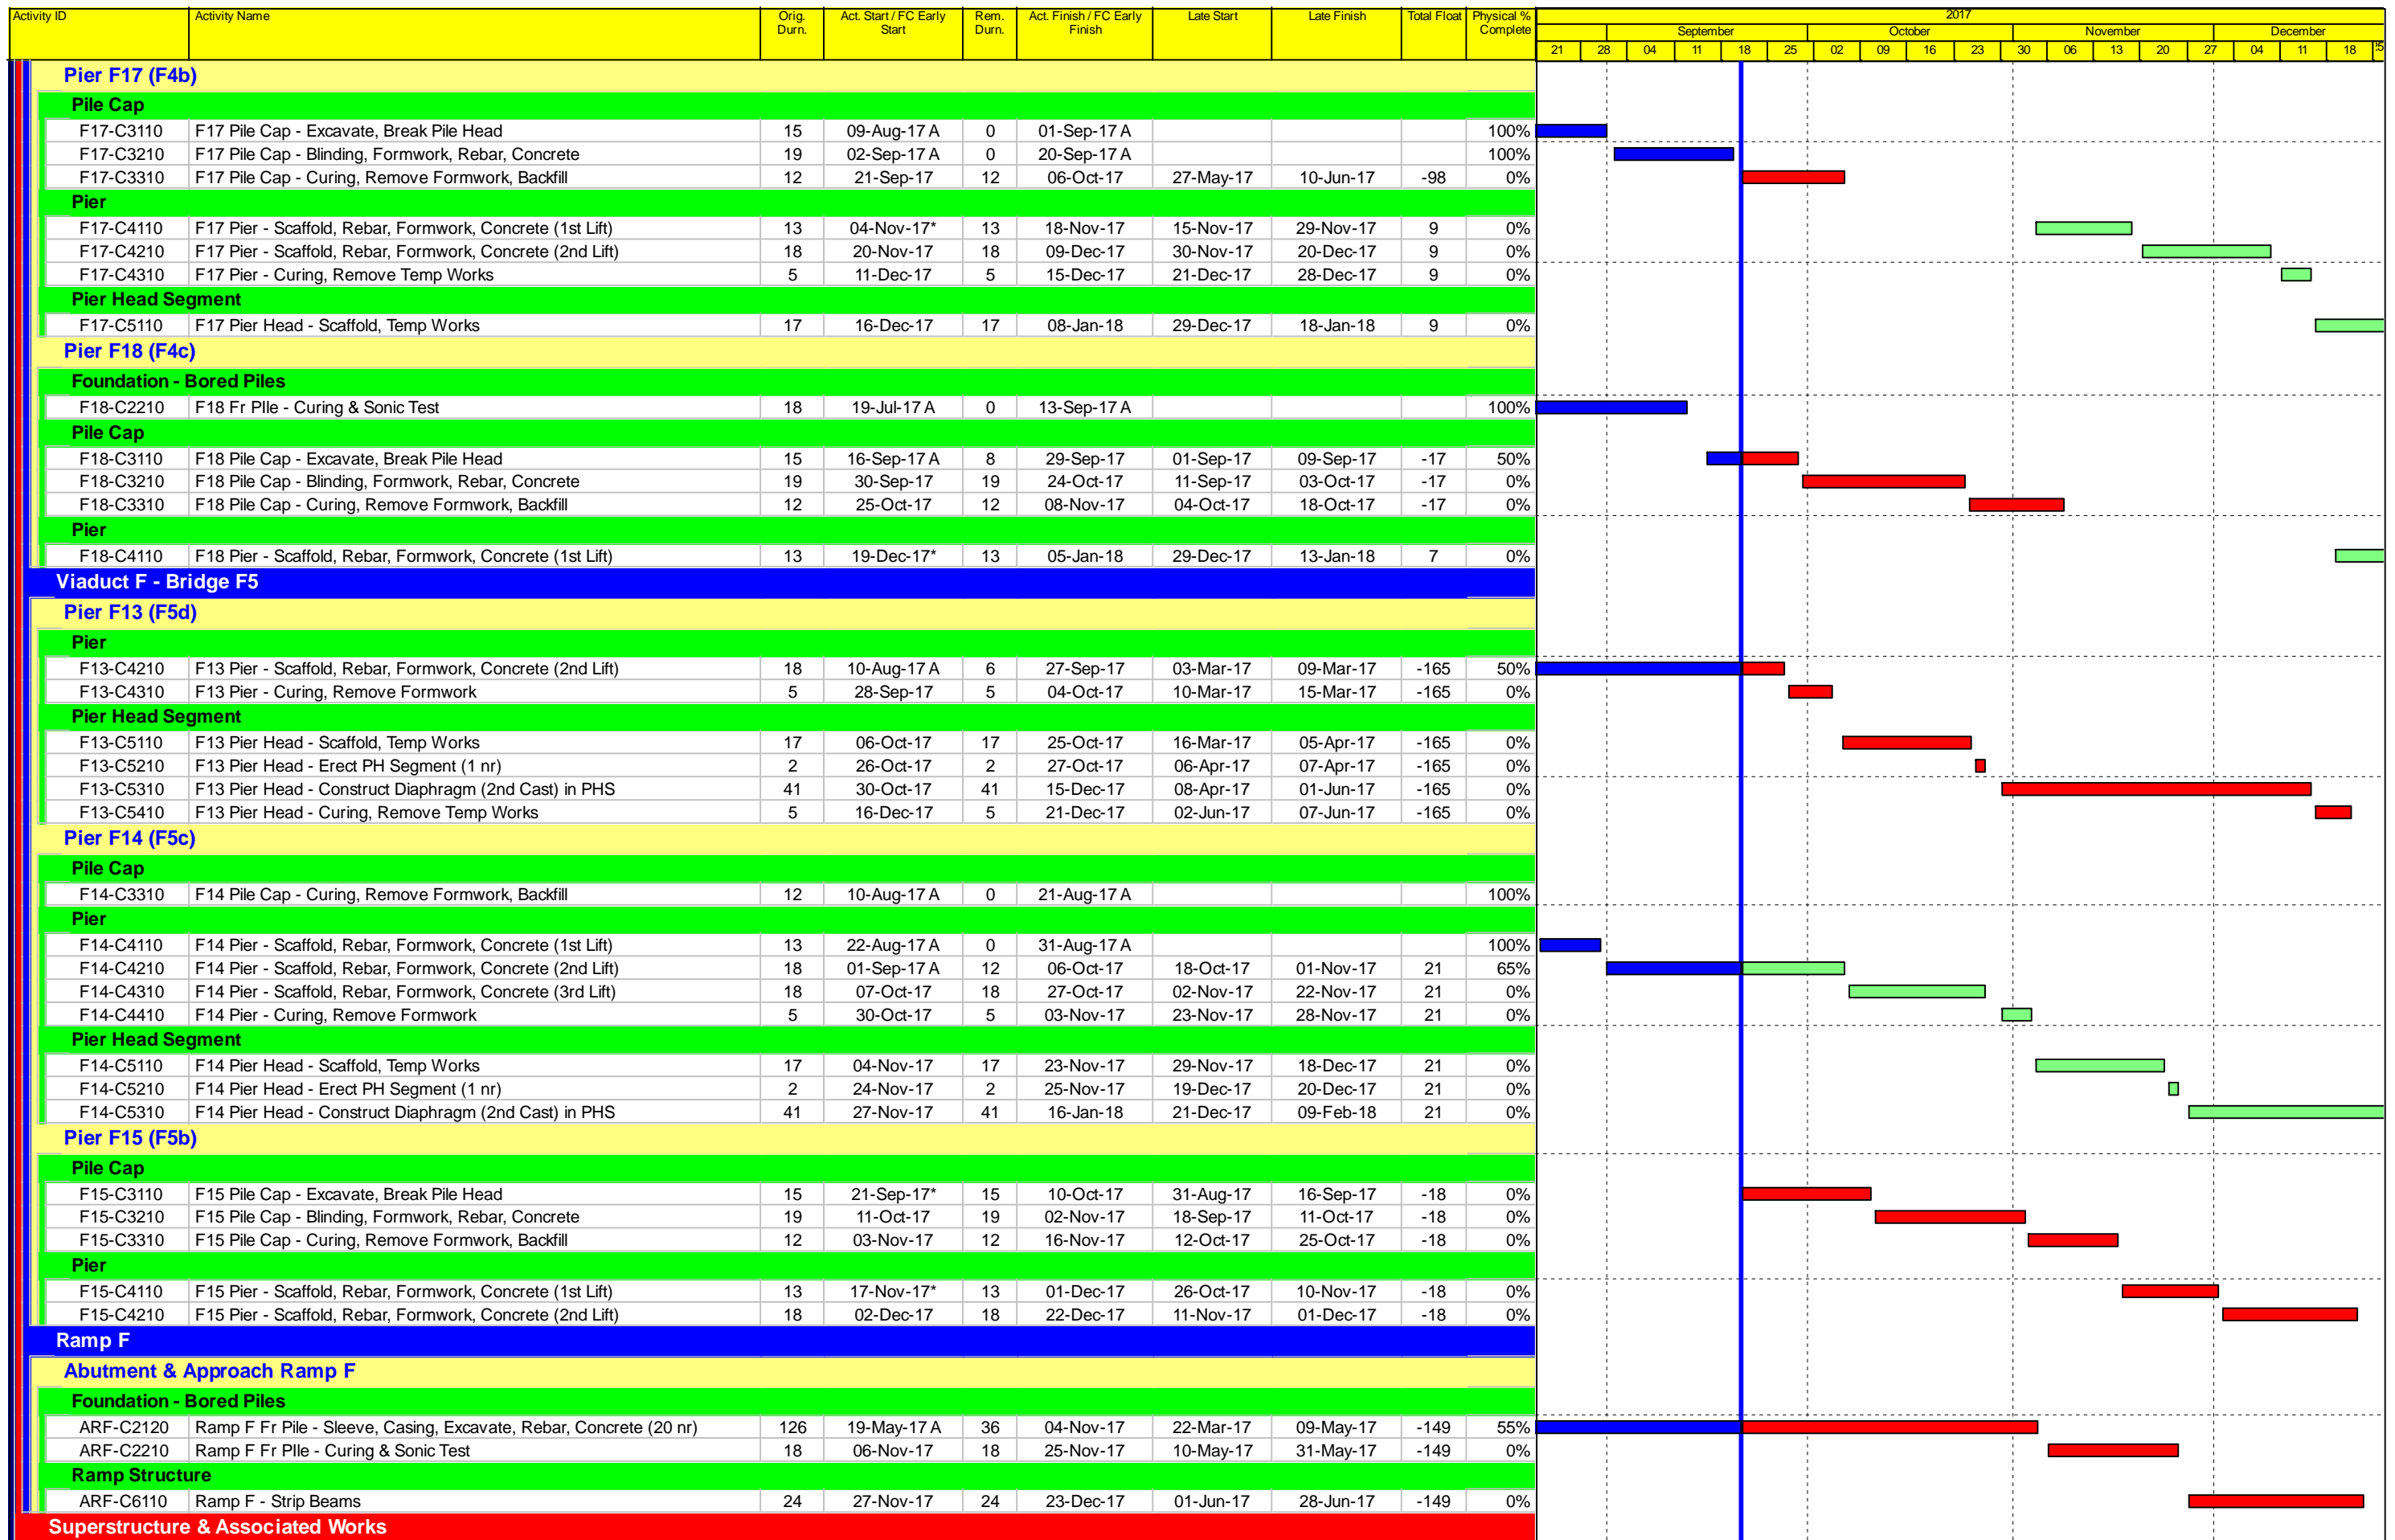 Activity ID Activity Name Orig. Durn. Act. Start / FC Early Start Rem. Durn. Act. Finish / FC Early Finish Late Start Late Finish Total Float Physical % Complete 2017
September October November December
21 28 04 11 18 25 02 09 16 23 30 06 13 20 27 04 11 18 25
Pier F17 (F4b)
Pile Cap
F17-C3110 F17 Pile Cap - Excavate, Break Pile Head 15 09-Aug-17 A 0 01-Sep-17 A 100%
F17-C3210 F17 Pile Cap - Blinding, Formwork, Rebar, Concrete 19 02-Sep-17 A 0 20-Sep-17 A 100%
F17-C3310 F17 Pile Cap - Curing, Remove Formwork, Backfill 12 21-Sep-17 12 06-Oct-17 27-May-17 10-Jun-17 -98 0%
Pier
F17-C4110 F17 Pier - Scaffold, Rebar, Formwork, Concrete (1st Lift) 13 04-Nov-17* 13 18-Nov-17 15-Nov-17 29-Nov-17 9 0%
F17-C4210 F17 Pier - Scaffold, Rebar, Formwork, Concrete (2nd Lift) 18 20-Nov-17 18 09-Dec-17 30-Nov-17 20-Dec-17 9 0%
F17-C4310 F17 Pier - Curing, Remove Temp Works 5 11-Dec-17 5 15-Dec-17 21-Dec-17 28-Dec-17 9 0%
Pier Head Segment
F17-C5110 F17 Pier Head - Scaffold, Temp Works 17 16-Dec-17 17 08-Jan-18 29-Dec-17 18-Jan-18 9 0%
Pier F18 (F4c)
Foundation - Bored Piles
F18-C2210 F18 Fr PIle - Curing & Sonic Test 18 19-Jul-17 A 0 13-Sep-17 A 100%
Pile Cap
F18-C3110 F18 Pile Cap - Excavate, Break Pile Head 15 16-Sep-17 A 8 29-Sep-17 01-Sep-17 09-Sep-17 -17 50%
F18-C3210 F18 Pile Cap - Blinding, Formwork, Rebar, Concrete 19 30-Sep-17 19 24-Oct-17 11-Sep-17 03-Oct-17 -17 0%
F18-C3310 F18 Pile Cap - Curing, Remove Formwork, Backfill 12 25-Oct-17 12 08-Nov-17 04-Oct-17 18-Oct-17 -17 0%
Pier
F18-C4110 F18 Pier - Scaffold, Rebar, Formwork, Concrete (1st Lift) 13 19-Dec-17* 13 05-Jan-18 29-Dec-17 13-Jan-18 7 0%
Viaduct F - Bridge F5
Pier F13 (F5d)
Pier
F13-C4210 F13 Pier - Scaffold, Rebar, Formwork, Concrete (2nd Lift) 18 10-Aug-17 A 6 27-Sep-17 03-Mar-17 09-Mar-17 -165 50%
F13-C4310 F13 Pier - Curing, Remove Formwork 5 28-Sep-17 5 04-Oct-17 10-Mar-17 15-Mar-17 -165 0%
Pier Head Segment
F13-C5110 F13 Pier Head - Scaffold, Temp Works 17 06-Oct-17 17 25-Oct-17 16-Mar-17 05-Apr-17 -165 0%
F13-C5210 F13 Pier Head - Erect PH Segment (1 nr) 2 26-Oct-17 2 27-Oct-17 06-Apr-17 07-Apr-17 -165 0%
F13-C5310 F13 Pier Head - Construct Diaphragm (2nd Cast) in PHS 41 30-Oct-17 41 15-Dec-17 08-Apr-17 01-Jun-17 -165 0%
F13-C5410 F13 Pier Head - Curing, Remove Temp Works 5 16-Dec-17 5 21-Dec-17 02-Jun-17 07-Jun-17 -165 0%
Pier F14 (F5c)
Pile Cap
F14-C3310 F14 Pile Cap - Curing, Remove Formwork, Backfill 12 10-Aug-17 A 0 21-Aug-17 A 100%
Pier
F14-C4110 F14 Pier - Scaffold, Rebar, Formwork, Concrete (1st Lift) 13 22-Aug-17 A 0 31-Aug-17 A 100%
F14-C4210 F14 Pier - Scaffold, Rebar, Formwork, Concrete (2nd Lift) 18 01-Sep-17 A 12 06-Oct-17 18-Oct-17 01-Nov-17 21 65%
F14-C4310 F14 Pier - Scaffold, Rebar, Formwork, Concrete (3rd Lift) 18 07-Oct-17 18 27-Oct-17 02-Nov-17 22-Nov-17 21 0%
F14-C4410 F14 Pier - Curing, Remove Formwork 5 30-Oct-17 5 03-Nov-17 23-Nov-17 28-Nov-17 21 0%
Pier Head Segment
F14-C5110 F14 Pier Head - Scaffold, Temp Works 17 04-Nov-17 17 23-Nov-17 29-Nov-17 18-Dec-17 21 0%
F14-C5210 F14 Pier Head - Erect PH Segment (1 nr) 2 24-Nov-17 2 25-Nov-17 19-Dec-17 20-Dec-17 21 0%
F14-C5310 F14 Pier Head - Construct Diaphragm (2nd Cast) in PHS 41 27-Nov-17 41 16-Jan-18 21-Dec-17 09-Feb-18 21 0%
Pier F15 (F5b)
Pile Cap
F15-C3110 F15 Pile Cap - Excavate, Break Pile Head 15 21-Sep-17* 15 10-Oct-17 31-Aug-17 16-Sep-17 -18 0%
F15-C3210 F15 Pile Cap - Blinding, Formwork, Rebar, Concrete 19 11-Oct-17 19 02-Nov-17 18-Sep-17 11-Oct-17 -18 0%
F15-C3310 F15 Pile Cap - Curing, Remove Formwork, Backfill 12 03-Nov-17 12 16-Nov-17 12-Oct-17 25-Oct-17 -18 0%
Pier
F15-C4110 F15 Pier - Scaffold, Rebar, Formwork, Concrete (1st Lift) 13 17-Nov-17* 13 01-Dec-17 26-Oct-17 10-Nov-17 -18 0%
F15-C4210 F15 Pier - Scaffold, Rebar, Formwork, Concrete (2nd Lift) 18 02-Dec-17 18 22-Dec-17 11-Nov-17 01-Dec-17 -18 0%
Ramp F
Abutment & Approach Ramp F
Foundation - Bored Piles
ARF-C2120 Ramp F Fr Pile - Sleeve, Casing, Excavate, Rebar, Concrete (20 nr) 126 19-May-17 A 36 04-Nov-17 22-Mar-17 09-May-17 -149 55%
ARF-C2210 Ramp F Fr PIle - Curing & Sonic Test 18 06-Nov-17 18 25-Nov-17 10-May-17 31-May-17 -149 0%
Ramp Structure
ARF-C6110 Ramp F - Strip Beams 24 27-Nov-17 24 23-Dec-17 01-Jun-17 28-Jun-17 -149 0%
Superstructure & Associated Works